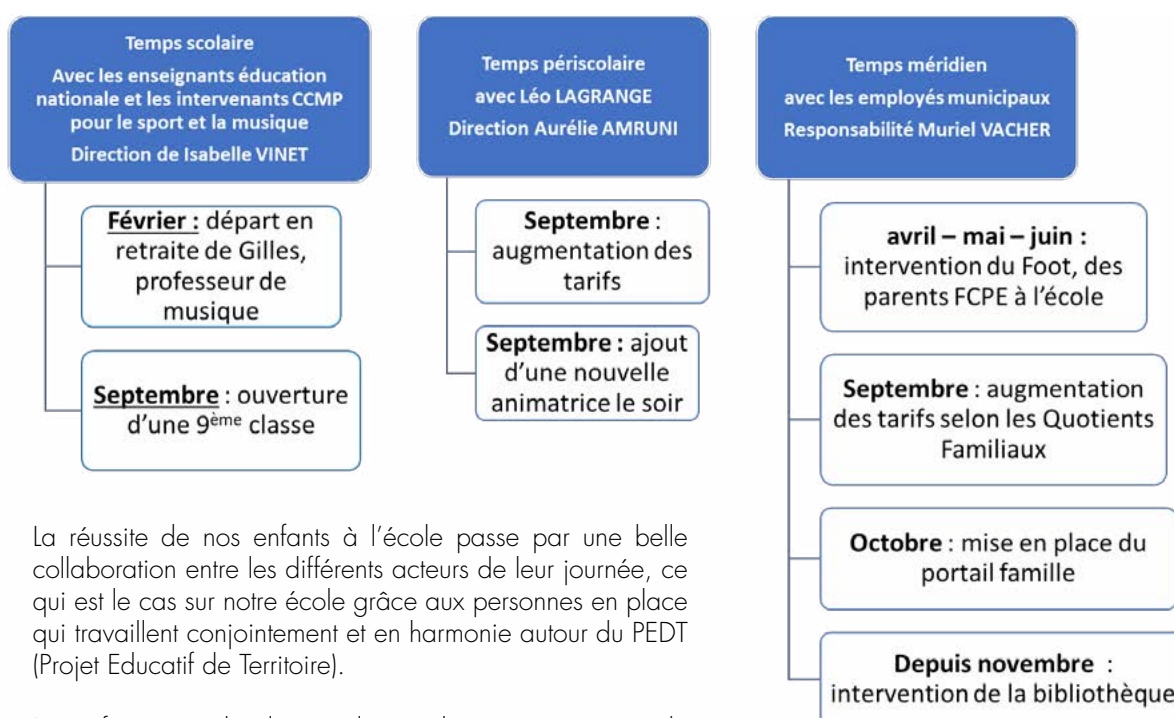 Temps scolaire
Avec les enseignants éducation
nationale et les intervenants CCMP
pour le sport et la musique
Direction de Isabelle VINET
Février : départ en
retraite de Gilles,
professeur de
musique
Septembre : ouverture
d'une 9ème classe
Temps périscolaire
avec Léo LAGRANGE
Direction Aurélie AMRUNI
Septembre :
augmentation des
tarifs
Septembre : ajout
d'une nouvelle
animatrice le soir
Temps méridien
avec les employés municipaux
Responsabilité Muriel VACHER
avril – mai – juin :
intervention du Foot, des
parents FCPE à l'école
Septembre : augmentation
des tarifs selon les Quotients
Familiaux
Octobre : mise en place du
portail famille
Depuis novembre :
intervention de la bibliothèque
La réussite de nos enfants à l'école passe par une belle
collaboration entre les différents acteurs de leur journée, ce
qui est le cas sur notre école grâce aux personnes en place
qui travaillent conjointement et en harmonie autour du PEDT
(Projet Educatif de Territoire).